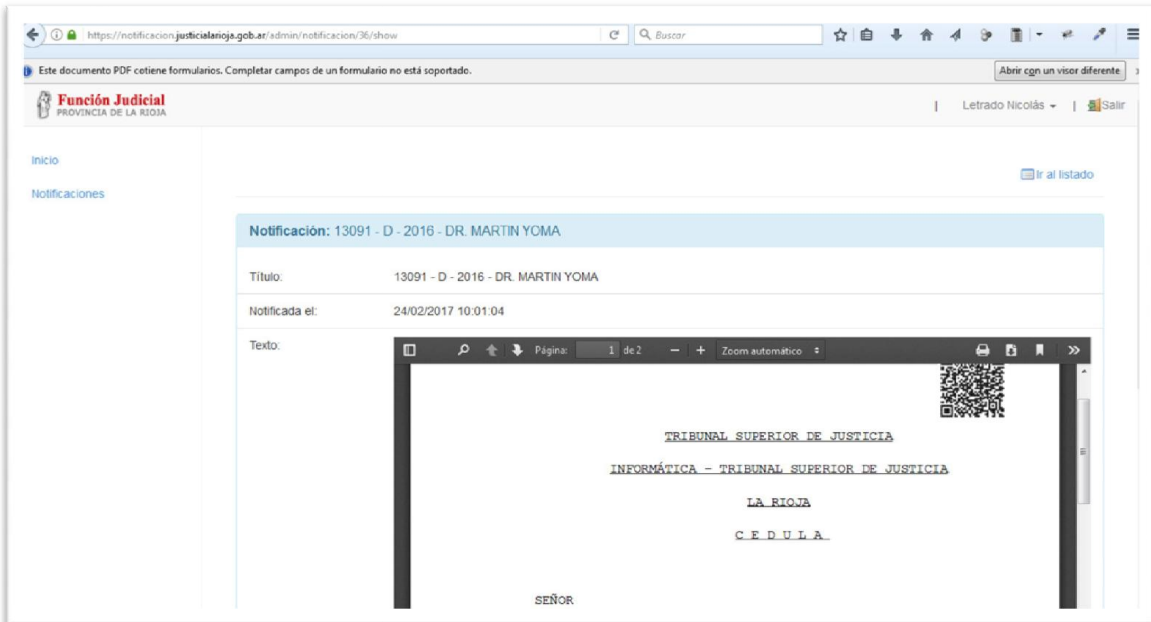 https://notificacion.justicialarioja.gob.ar/admin/notificacion/36/show
Buscar
Este documento PDF cotiene formularios. Completar campos de un formulario no está soportado.
Abrir con un visor diferente
Función Judicial
PROVINCIA DE LA RIOJA
| Letrado Nicolás | Salir
Inicio
Ir al listado
Notificaciones
Notificación: 13091 - D - 2016 - DR. MARTIN YOMA
Título: 13091 - D - 2016 - DR. MARTIN YOMA
Notificada el: 24/02/2017 10:01:04
Texto:
Página: 1 de 2 — + Zoom automático
TRIBUNAL SUPERIOR DE JUSTICIA
INFORMÁTICA - TRIBUNAL SUPERIOR DE JUSTICIA
LA RIOJA
C E D U L A
SEÑOR